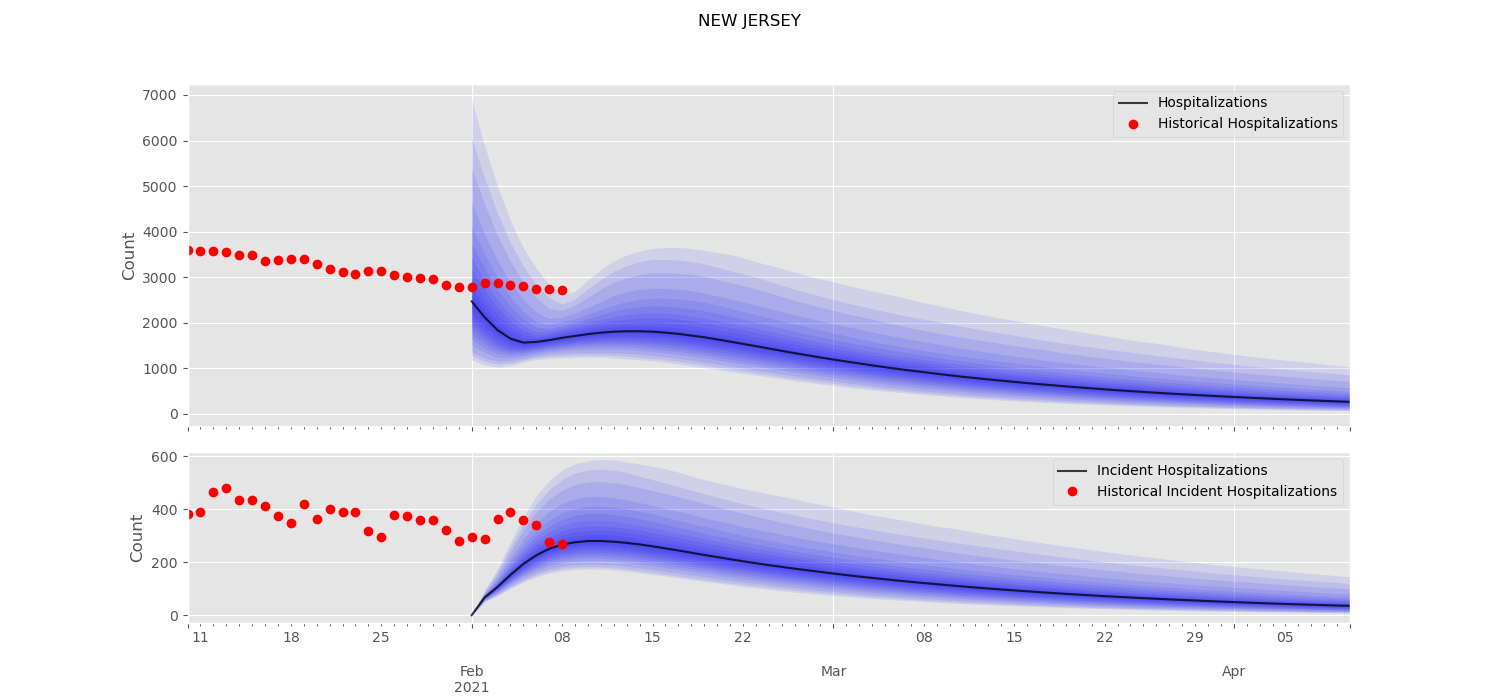 NEW JERSEY
7000
6000
5000
4000
3000
2000
1000
0
Count
Hospitalizations
Historical Hospitalizations
600
400
200
0
Count
Incident Hospitalizations
Historical Incident Hospitalizations
11 18 25 08 15 22 08 15 22 29 05
Feb Mar Apr
2021